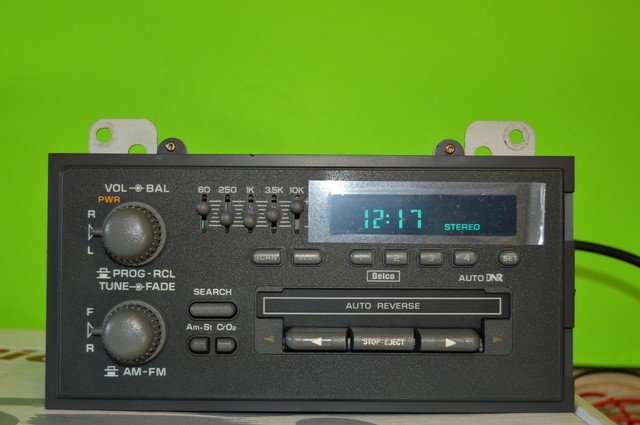 VOL BAL
PWR
R
L
PROG-RCL
TUNE FADE
F
R
AM-FM
60 250 1K 3.5K 10K
12:17
STEREO
SCAN
1 2 3 4 SET
Delco
AUTO DNR
SEARCH
Am-St CrO₂
AUTO REVERSE
STOP·EJECT